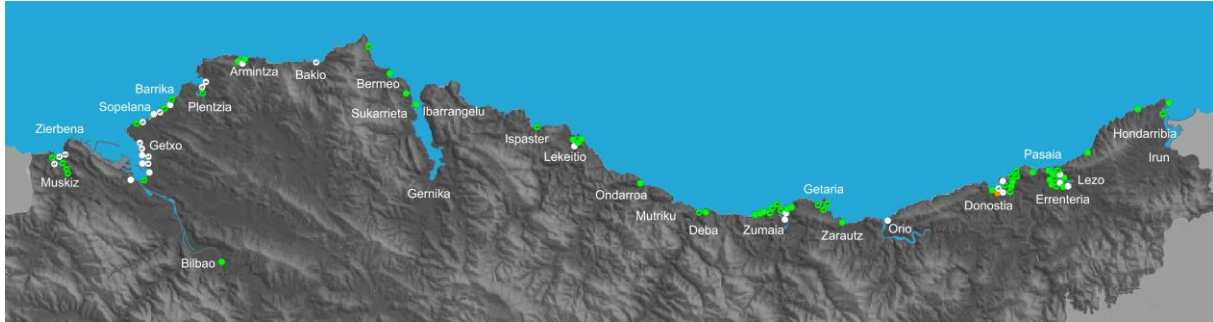 Zierbena
Muskiz
Getxo
Sopelana
Barrika
Plentzia
Bilbao
Armintza
Bakio
Bermeo
Sukarrieta
Ibarrangelu
Gernika
Ispaster
Lekeitio
Ondarroa
Mutriku
Deba
Zumaia
Getaria
Zarautz
Orio
Donostia
Pasaia
Lezo
Errenteria
Hondarribia
Irun